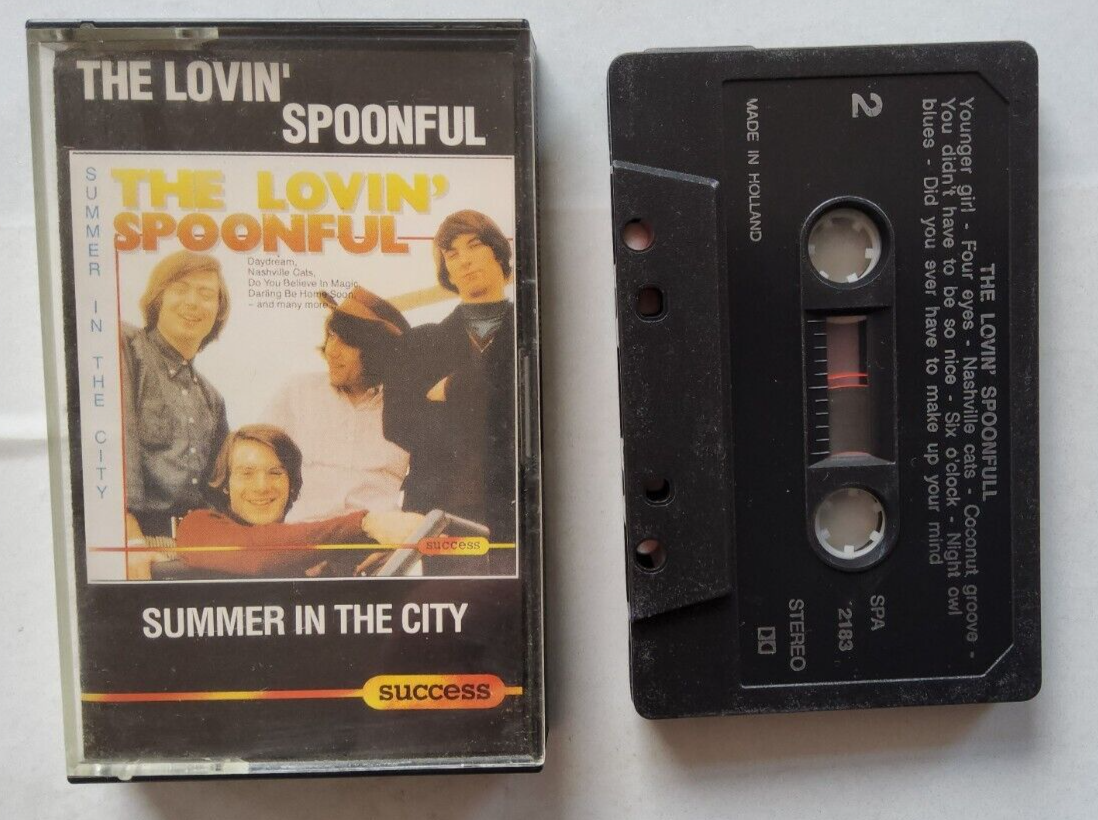 THE LOVIN'
SPOONFUL
THE LOVIN'
SPOONFUL
SUMMER IN THE CITY
Daydream,
Nashville Cats,
Do You Believe In Magic,
Darling Be Home Soon,
- and many more
success
SUMMER IN THE CITY
success
2
MADE IN HOLLAND
THE LOVIN' SPOONFULL
Younger girl - Four eyes - Nashville cats - Coconut groove -
You didn't have to be so nice - Six o'clock - Night owl
blues - Did you ever have to make up your mind
SPA
2183
STEREO